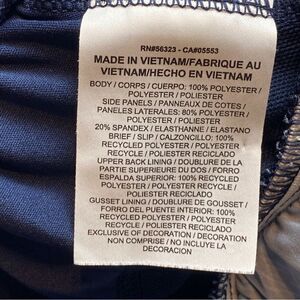 RN#56323 - CA#05553
MADE IN VIETNAM/FABRIQUE AU
VIETNAM/HECHO EN VIETNAM
BODY / CORPS / CUERPO: 100% POLYESTER /
POLYESTER / POLIÉSTER
SIDE PANELS / PANNEAUX DE COTES /
PANELES LATERALES: 80% POLYESTER /
POLYESTER / POLIESTER
20% SPANDEX / ELASTHANNE / ELASTANO
BRIEF / SLIP / CALZONCILLO: 100%
RECYCLED POLYESTER / POLYESTER
RECYCLE / POLIESTER RECICLADO
UPPER BACK LINING / DOUBLURE DE LA
PARTIE SUPERIEURE DU DOS / FORRO
ESPALDA SUPERIOR: 100% RECYCLED
POLYESTER / POLYESTER RECYCLE /
POLIESTER RECICLADO
GUSSET LINING / DOUBLURE DE GOUSSET /
FORRO DEL PUENTE INTERIOR: 100%
RECYCLED POLYESTER / POLYESTER
RECYCLE / POLIESTER RECICLADO
EXCLUSIVE OF DECORATION / DECORATION
NON COMPRISE / NO INCLUYE LA
DECORACION